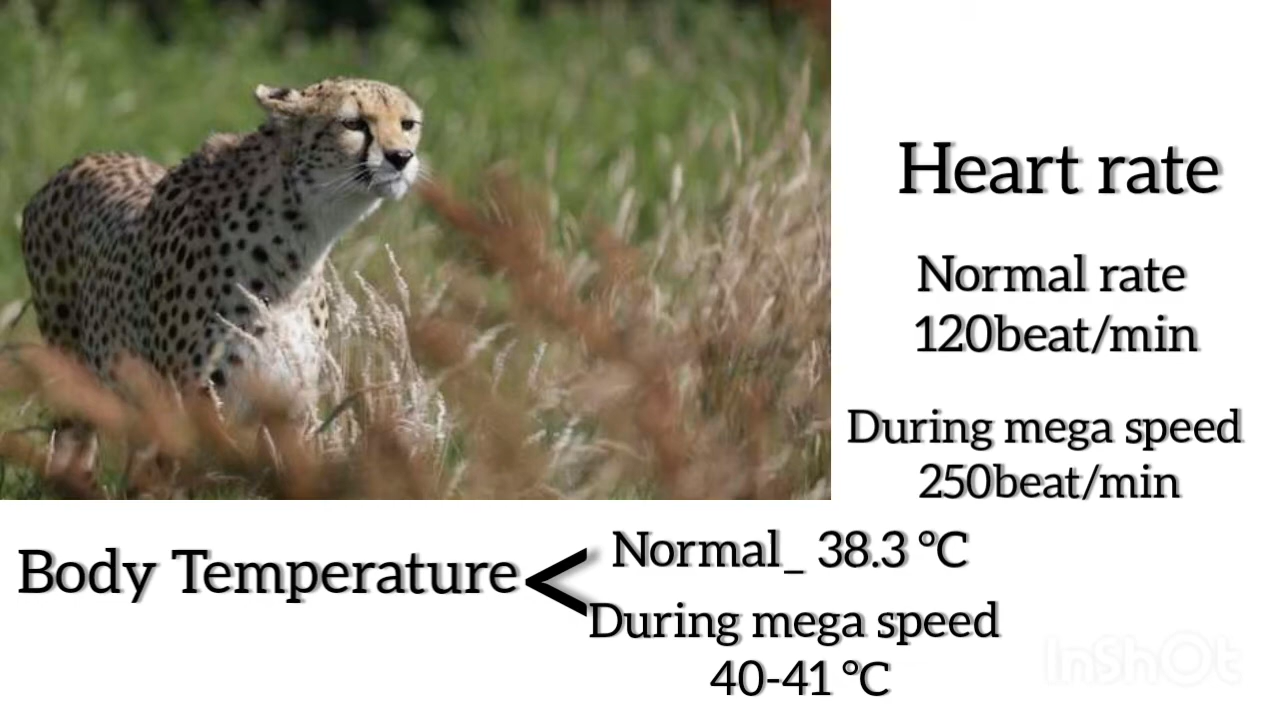 Heart rate
Normal rate
120beat/min
During mega speed
250beat/min
Body Temperature
<
Normal_ 38.3 °C
During mega speed
40-41 °C
InShOt